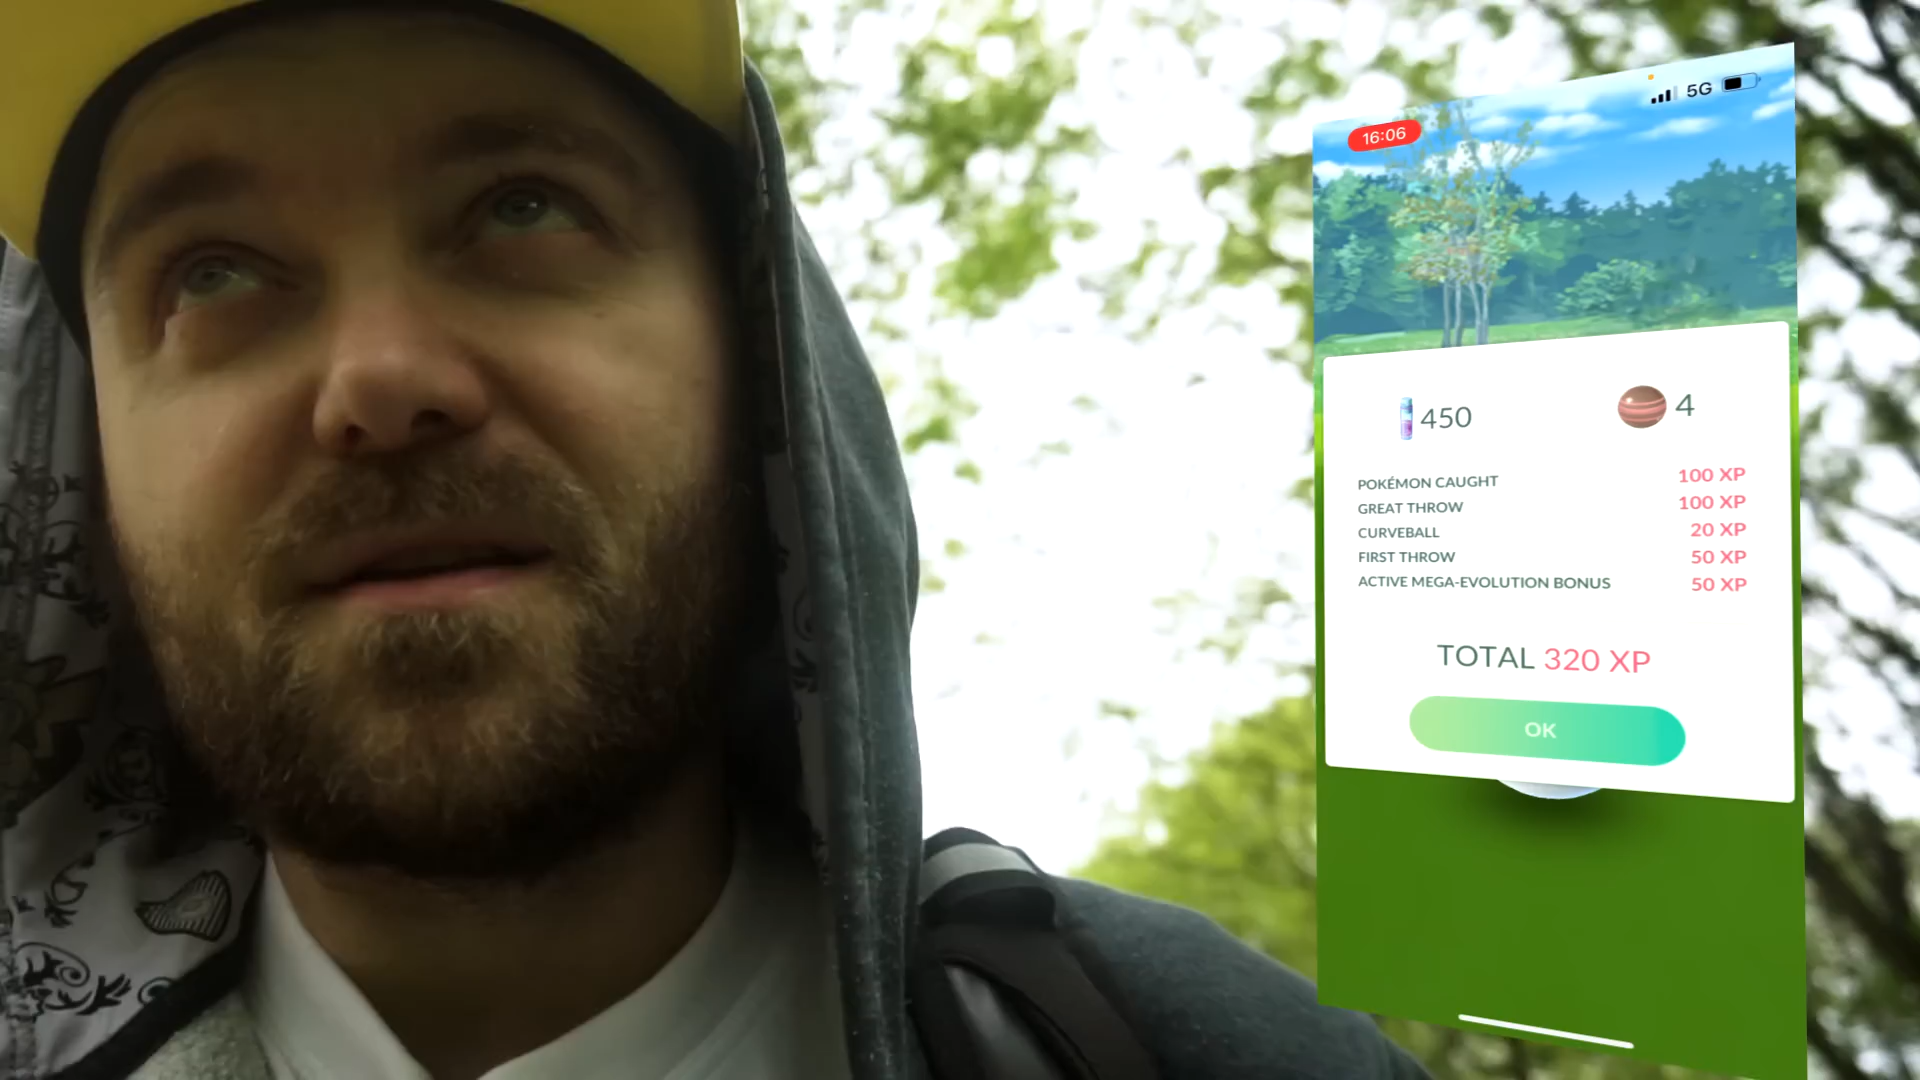 16:06
5G
450
4
POKÉMON CAUGHT 100 XP
GREAT THROW 100 XP
CURVEBALL 20 XP
FIRST THROW 50 XP
ACTIVE MEGA-EVOLUTION BONUS 50 XP
TOTAL 320 XP
OK